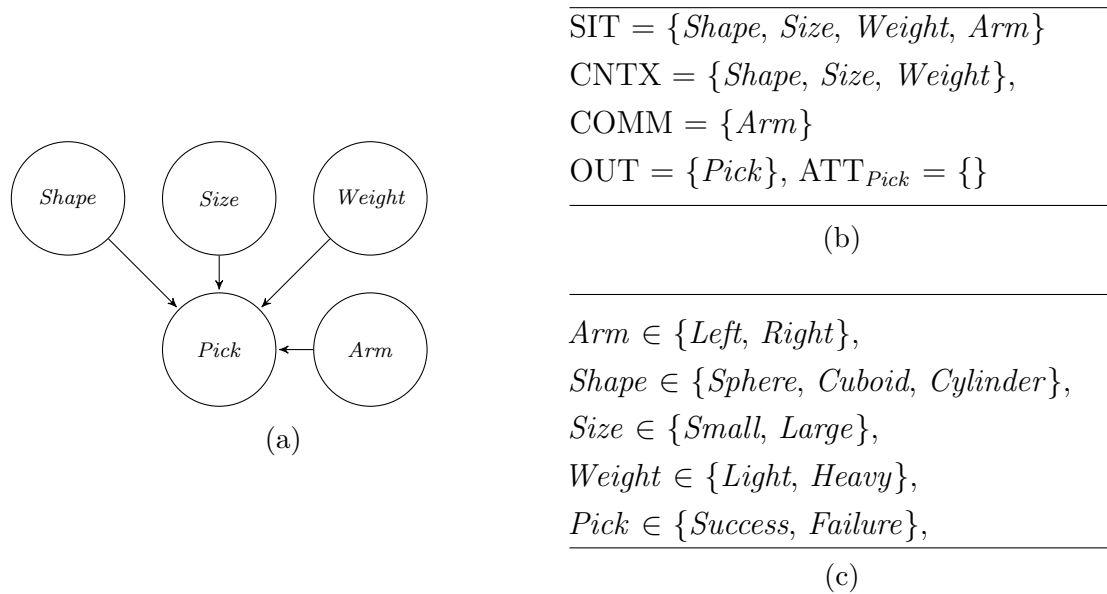 Shape
Size
Weight
Pick
Arm
(a)
SIT = {Shape, Size, Weight, Arm}
CNTX = {Shape, Size, Weight},
COMM = {Arm}
OUT = {Pick}, ATT_Pick = {}
(b)
Arm ∈ {Left, Right},
Shape ∈ {Sphere, Cuboid, Cylinder},
Size ∈ {Small, Large},
Weight ∈ {Light, Heavy},
Pick ∈ {Success, Failure},
(c)